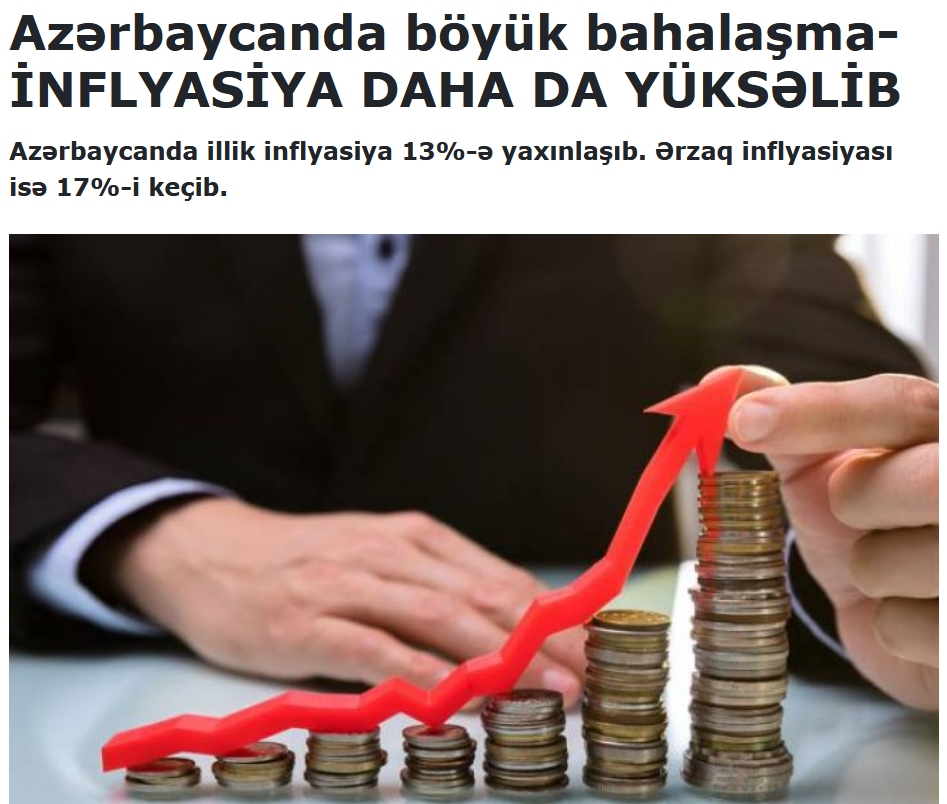 Azərbaycanda böyük bahalaşma-
İNFLYASİYA DAHA DA YÜKSƏLİB
Azərbaycanda illik inflyasiya 13%-ə yaxınlaşıb. Ərzaq inflyasiyası
isə 17%-i keçib.